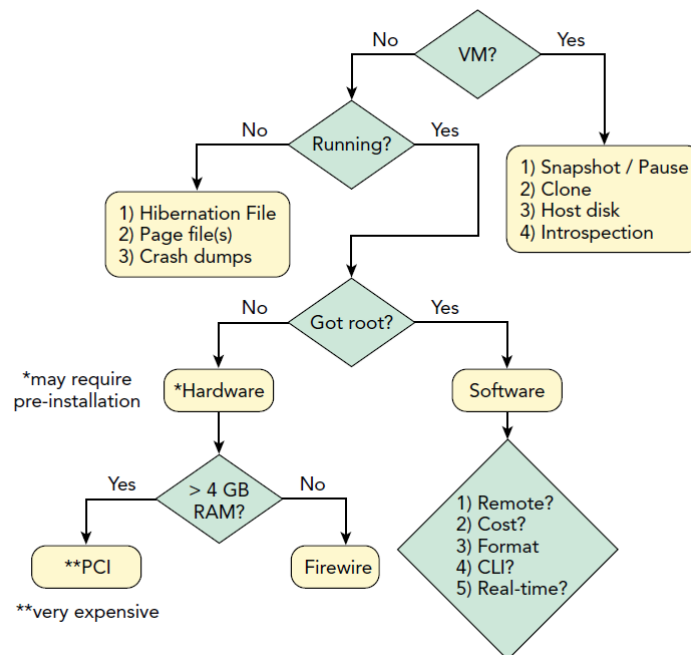 VM?
No
Yes
Running?
No
Yes
1) Snapshot / Pause
2) Clone
3) Host disk
4) Introspection
1) Hibernation File
2) Page file(s)
3) Crash dumps
Got root?
No
Yes
*may require
pre-installation
*Hardware
Software
> 4 GB
RAM?
Yes
No
1) Remote?
2) Cost?
3) Format
4) CLI?
5) Real-time?
**PCI
Firewire
**very expensive